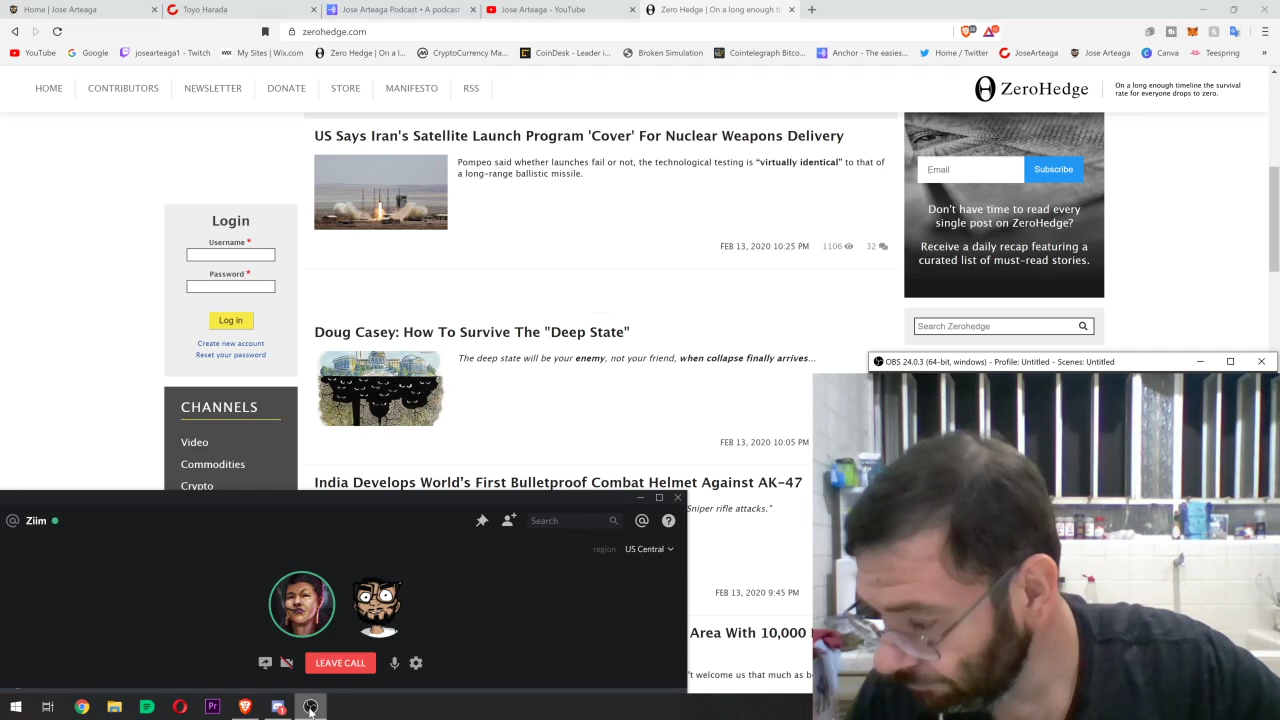 Home | Jose Arteaga
Toyo Harada
Jose Arteaga Podcast • A podcast
Jose Arteaga - YouTube
Zero Hedge | On a long enough time
zerohedge.com
YouTube
Google
josearteaga1 - Twitch
WIX My Sites | Wix.com
Zero Hedge | On a l...
CryptoCurrency Ma...
CoinDesk - Leader i...
Broken Simulation
Cointelegraph Bitco...
Anchor - The easies...
Home / Twitter
JoseArteaga
Jose Arteaga
Canva
Teespring
HOME
CONTRIBUTORS
NEWSLETTER
DONATE
STORE
MANIFESTO
RSS
ZeroHedge
On a long enough timeline the survival
rate for everyone drops to zero.
US Says Iran's Satellite Launch Program 'Cover' For Nuclear Weapons Delivery
Pompeo said whether launches fail or not, the technological testing is “virtually identical” to that of
a long-range ballistic missile.
FEB 13, 2020 10:25 PM
1106
32
Email
Subscribe
Don't have time to read every
single post on ZeroHedge?
Receive a daily recap featuring a
curated list of must-read stories.
Search Zerohedge
Login
Username *
Password *
Log in
Create new account
Reset your password
CHANNELS
Video
Commodities
Crypto
Doug Casey: How To Survive The "Deep State"
The deep state will be your enemy, not your friend, when collapse finally arrives...
FEB 13, 2020 10:05 PM
India Develops World’s First Bulletproof Combat Helmet Against AK-47
Sniper rifle attacks."
FEB 13, 2020 9:45 PM
Area With 10,000
't welcome us that much as be
OBS 24.0.3 (64-bit, windows) - Profile: Untitled - Scenes: Untitled
Ziim
Search
region
US Central
LEAVE CALL
Pr